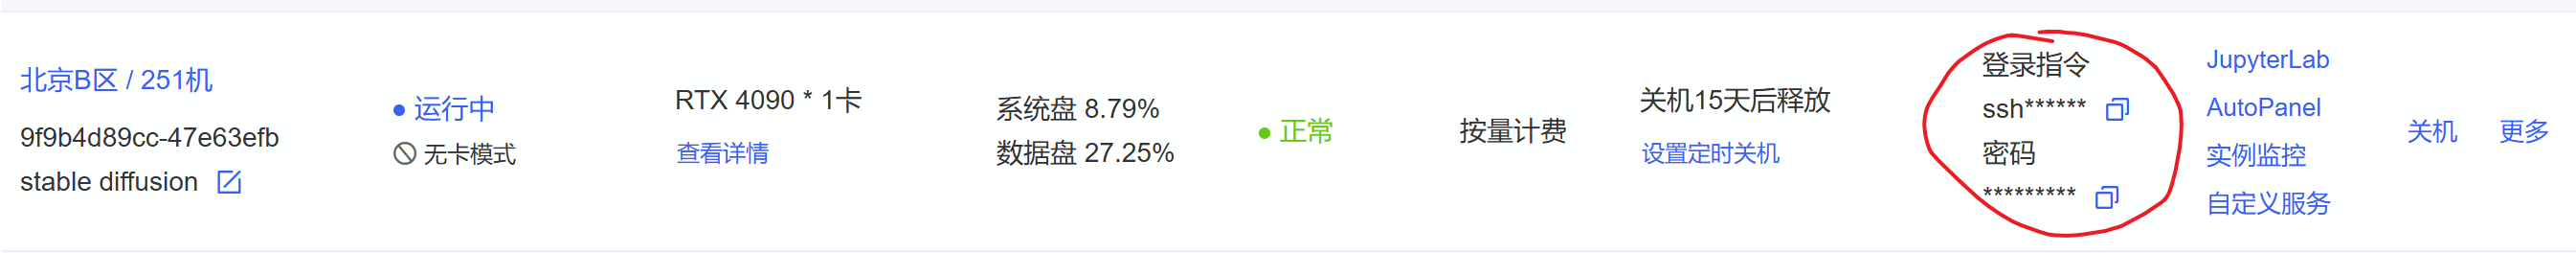 北京B区 / 251机
9f9b4d89cc-47e63efb
stable diffusion
运行中
无卡模式
RTX 4090 * 1卡
查看详情
系统盘 8.79%
数据盘 27.25%
正常
按量计费
关机15天后释放
设置定时关机
登录指令
ssh******
密码
*********
JupyterLab
AutoPanel
实例监控
自定义服务
关机
更多